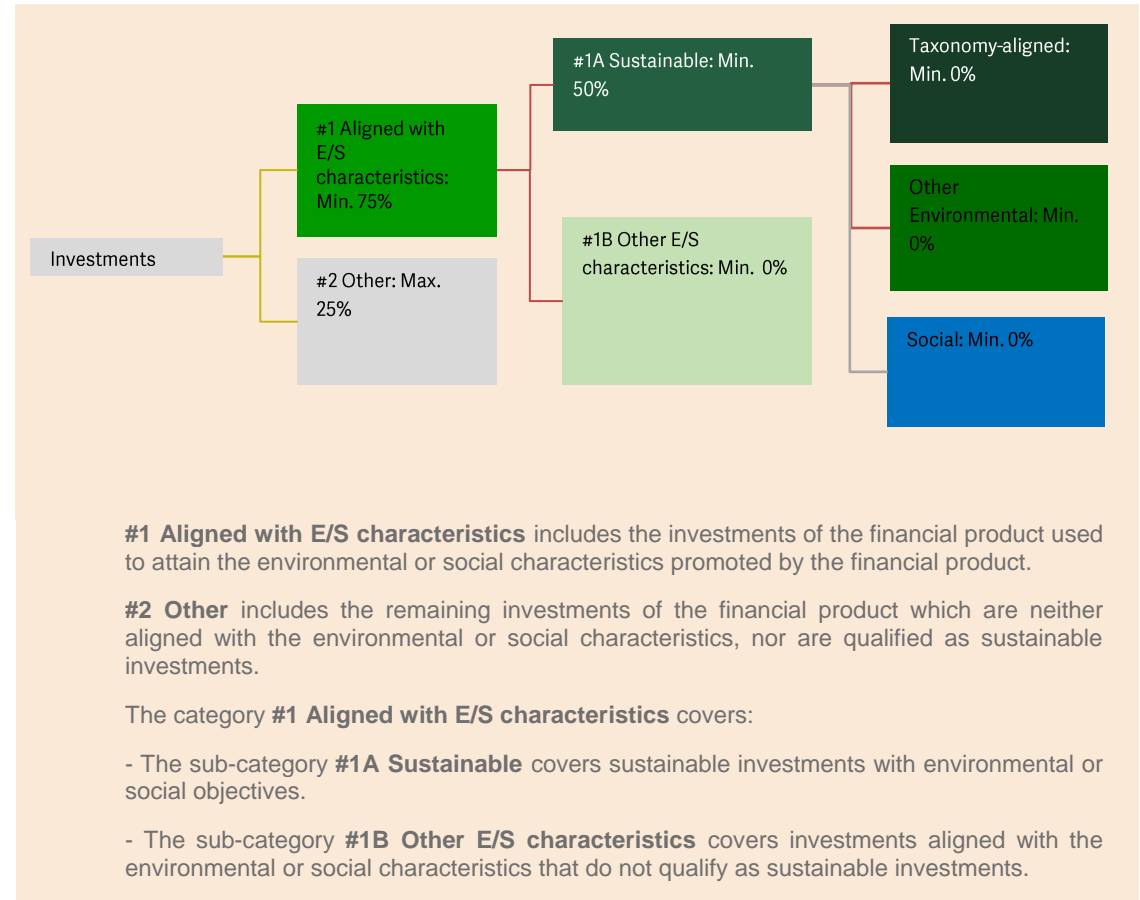 Investments
#1 Aligned with
E/S
characteristics:
Min. 75%
#2 Other: Max.
25%
#1A Sustainable: Min.
50%
#1B Other E/S
characteristics: Min. 0%
Taxonomy-aligned:
Min. 0%
Other
Environmental: Min.
0%
Social: Min. 0%
#1 Aligned with E/S characteristics includes the investments of the financial product used
to attain the environmental or social characteristics promoted by the financial product.
#2 Other includes the remaining investments of the financial product which are neither
aligned with the environmental or social characteristics, nor are qualified as sustainable
investments.
The category #1 Aligned with E/S characteristics covers:
- The sub-category #1A Sustainable covers sustainable investments with environmental or
social objectives.
- The sub-category #1B Other E/S characteristics covers investments aligned with the
environmental or social characteristics that do not qualify as sustainable investments.